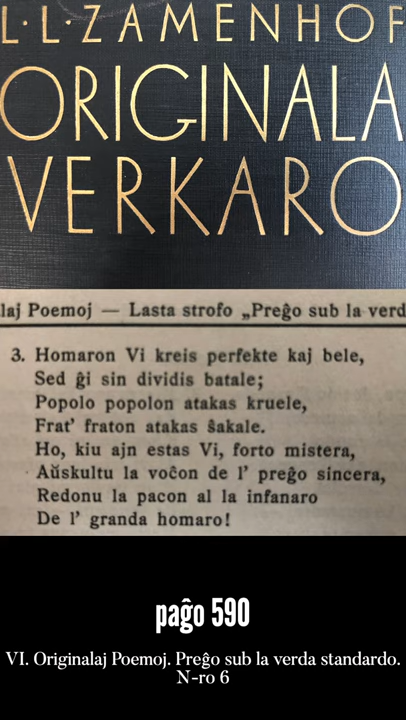 L·L·ZAMENHOF
ORIGINALA
VERKARO
laj Poemoj — Lasta strofo „Preĝo sub la verd
3. Homaron Vi kreis perfekte kaj bele,
Sed ĝi sin dividis batale;
Popolo popolon atakas kruele,
Frat’ fraton atakas ŝakale.
Ho, kiu ajn estas Vi, forto mistera,
Aŭskultu la voĉon de l’ preĝo sincera,
Redonu la pacon al la infanaro
De l’ granda homaro!
paĝo 590
VI. Originalaj Poemoj. Preĝo sub la verda standardo.
N-ro 6